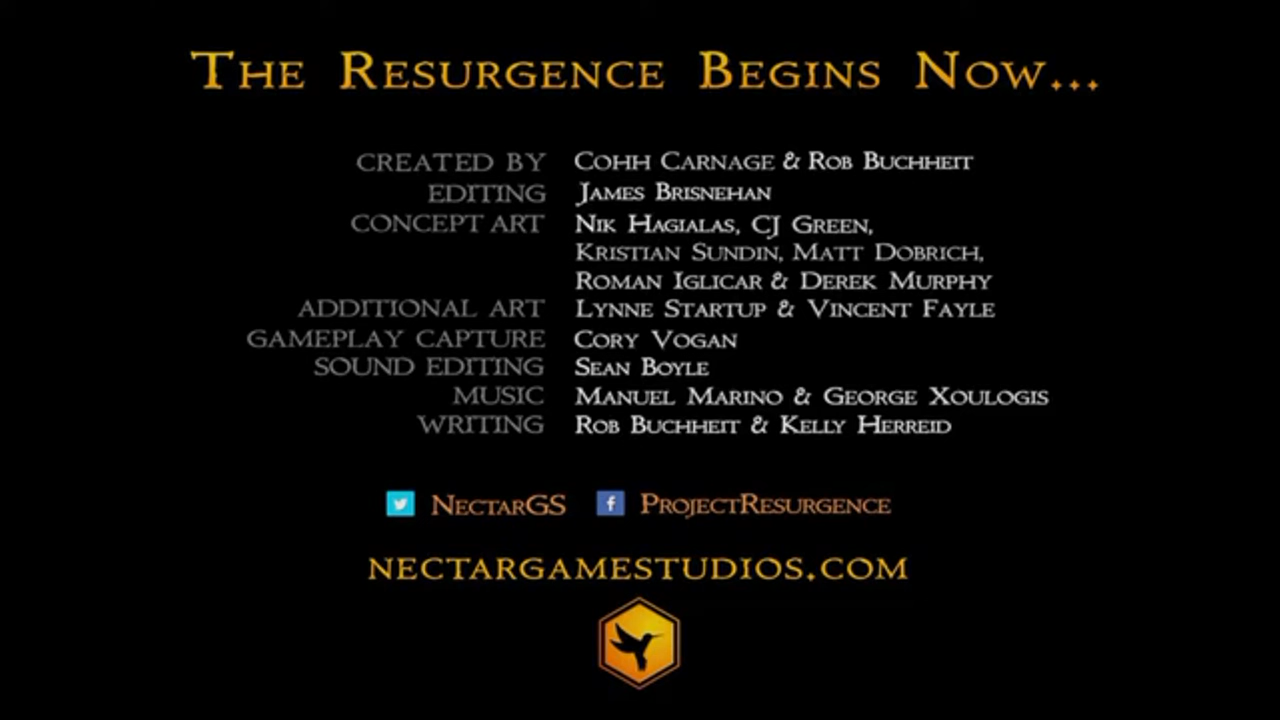 The Resurgence Begins Now...
CREATED BY Cohh Carnage & Rob Buchheit
EDITING James Brisnehan
CONCEPT ART Nik Hagialas, CJ Green,
Kristian Sundin, Matt Dobrich,
Roman Iglicar & Derek Murphy
ADDITIONAL ART Lynne Startup & Vincent Fayle
GAMEPLAY CAPTURE Cory Vogan
SOUND EDITING Sean Boyle
MUSIC Manuel Marino & George Xoulogis
WRITING Rob Buchheit & Kelly Herreid
NectarGS f ProjectResurgence
nectargamestudios.com